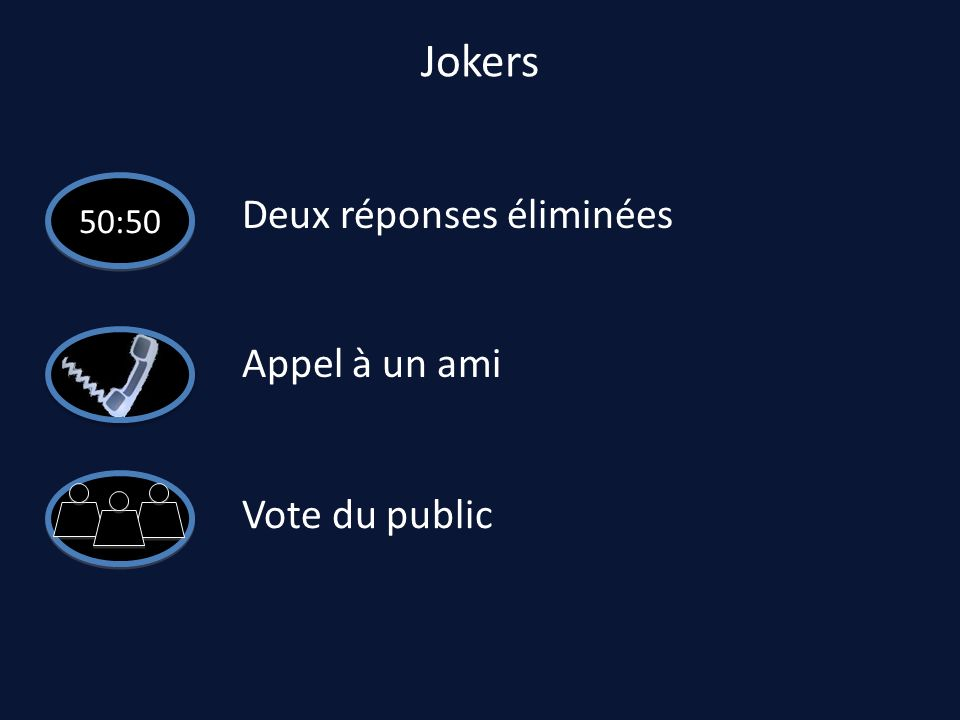 Jokers
50:50
Deux réponses éliminées
Appel à un ami
Vote du public